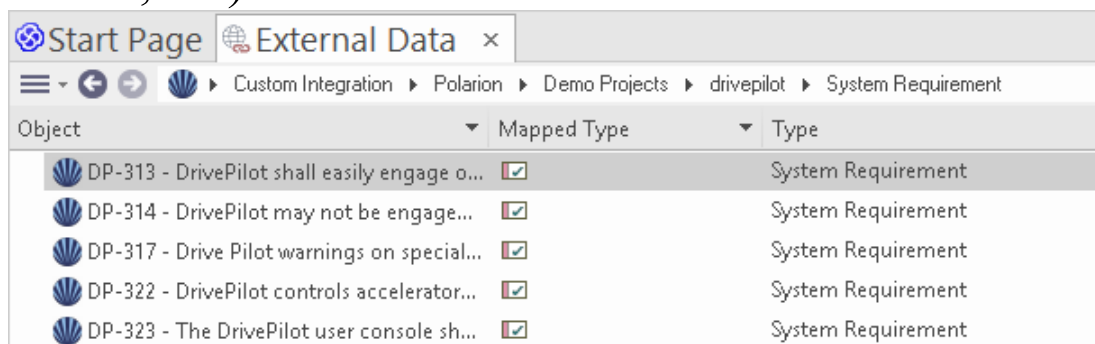 Start Page External Data ×
Custom Integration Polarion Demo Projects drivepilot System Requirement
Object Mapped Type Type
DP-313 - DrivePilot shall easily engage o... System Requirement
DP-314 - DrivePilot may not be engage... System Requirement
DP-317 - Drive Pilot warnings on special... System Requirement
DP-322 - DrivePilot controls accelerator... System Requirement
DP-323 - The DrivePilot user console sh... System Requirement